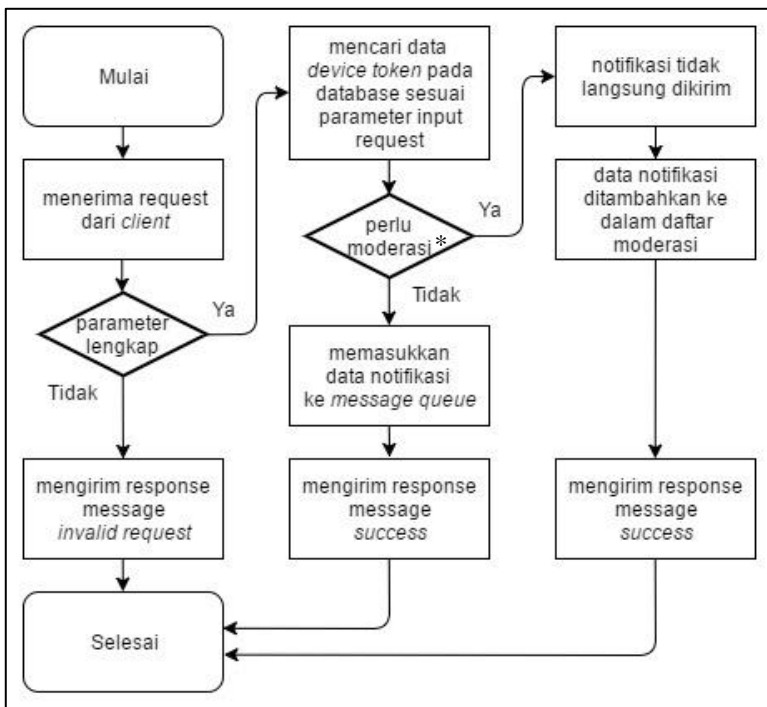 Mulai
menerima request
dari client
parameter
lengkap
Ya
Tidak
mengirim response
message
invalid request
Selesai
mencari data
device token pada
database sesuai
parameter input
request
perlu
moderasi *
Ya
Tidak
memasukkan
data notifikasi
ke message queue
mengirim response
message
success
notifikasi tidak
langsung dikirim
data notifikasi
ditambahkan ke
dalam daftar
moderasi
mengirim response
message
success